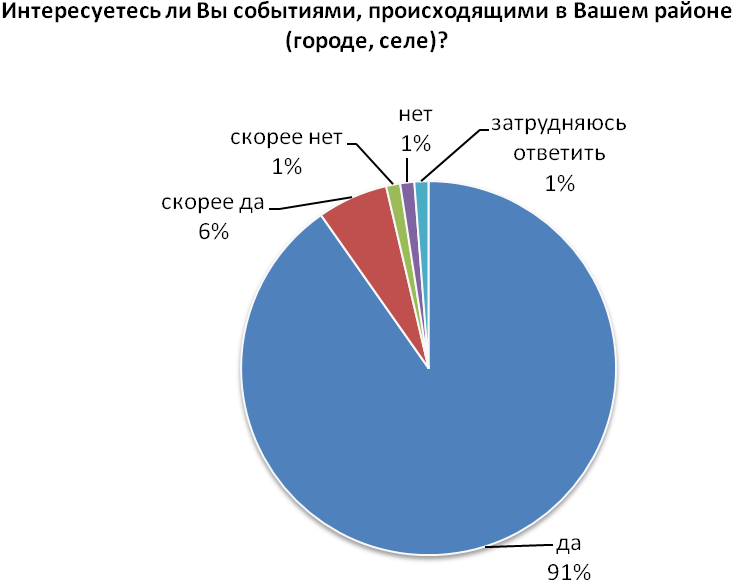 Интересуетесь ли Вы событиями, происходящими в Вашем районе
(городе, селе)?
нет
1%
скорее нет
1%
затрудняюсь
ответить
1%
скорее да
6%
да
91%